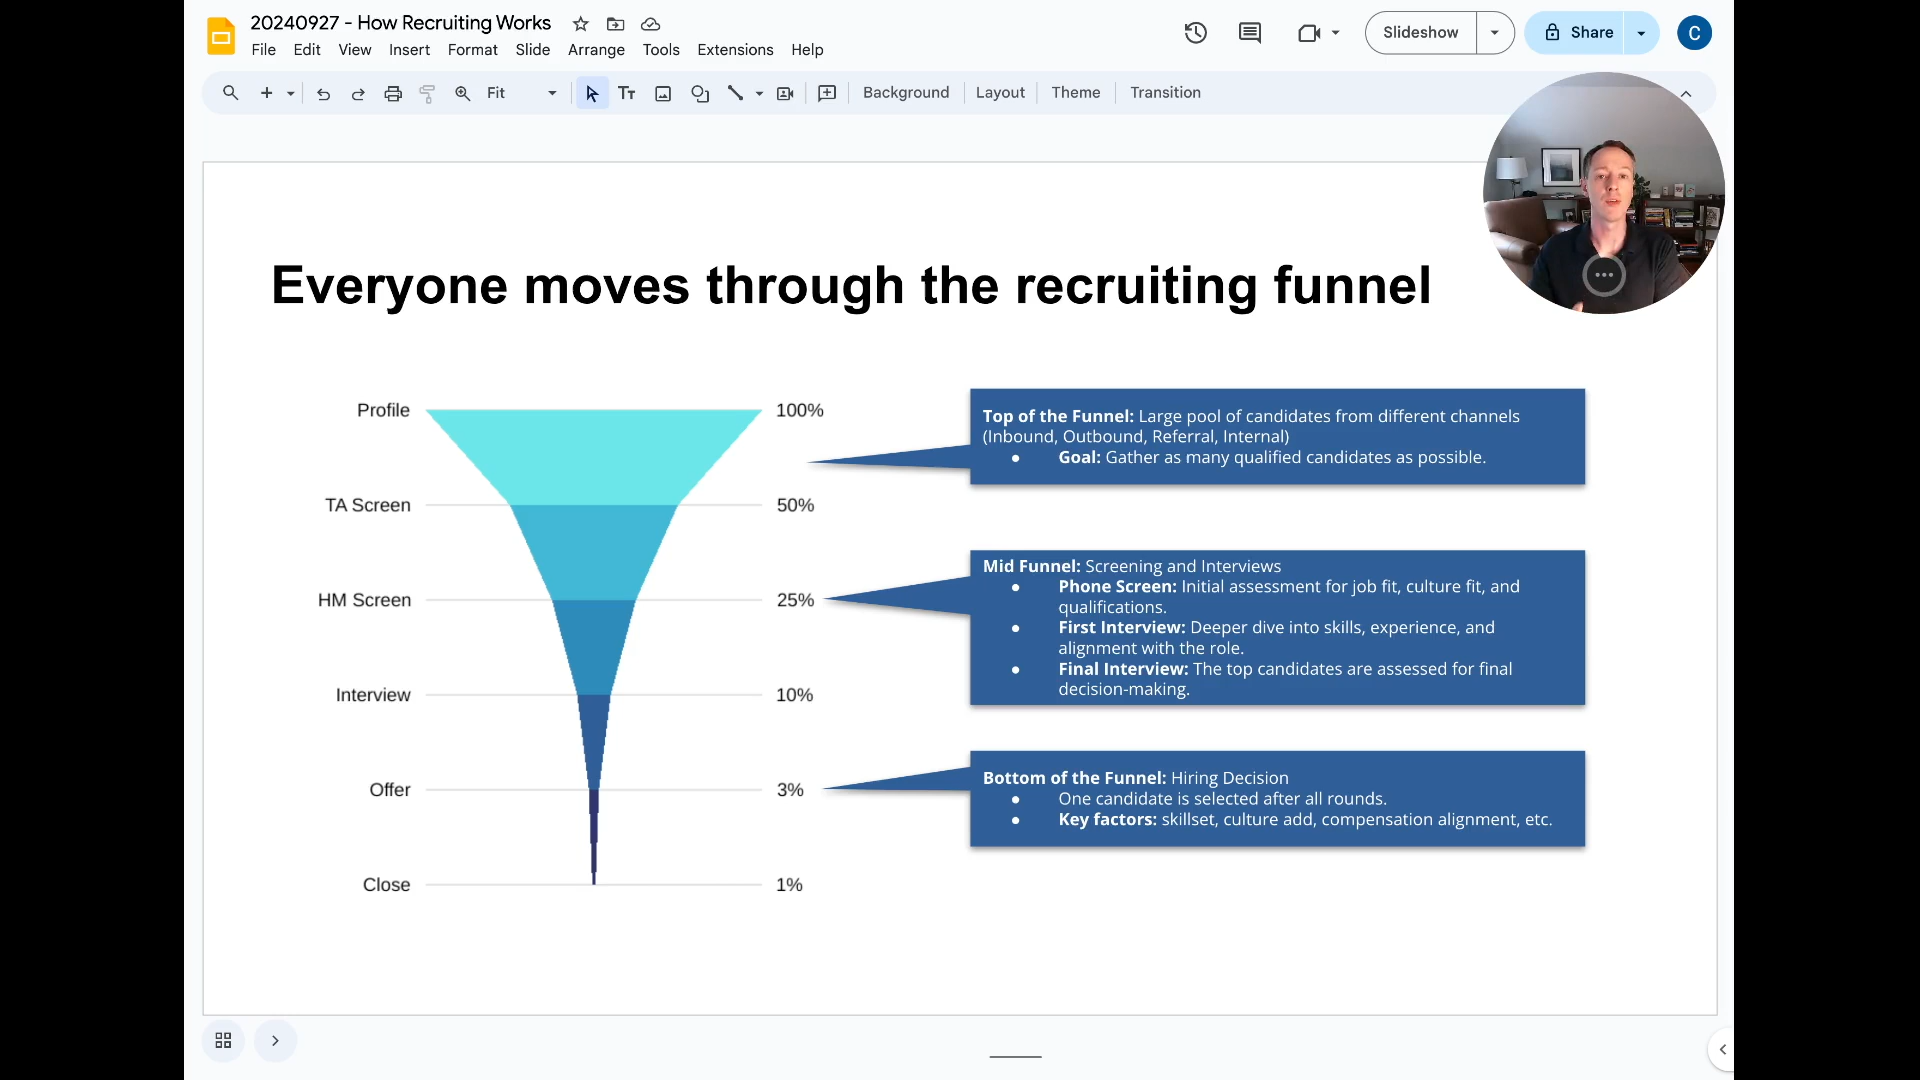 20240927 - How Recruiting Works
File Edit View Insert Format Slide Arrange Tools Extensions Help
Slideshow
Share
C
Fit
Tт
Background
Layout
Theme
Transition
Everyone moves through the recruiting funnel
Profile 100%
TA Screen 50%
HM Screen 25%
Interview 10%
Offer 3%
Close 1%
Top of the Funnel: Large pool of candidates from different channels
(Inbound, Outbound, Referral, Internal)
● Goal: Gather as many qualified candidates as possible.
Mid Funnel: Screening and Interviews
● Phone Screen: Initial assessment for job fit, culture fit, and
qualifications.
● First Interview: Deeper dive into skills, experience, and
alignment with the role.
● Final Interview: The top candidates are assessed for final
decision-making.
Bottom of the Funnel: Hiring Decision
● One candidate is selected after all rounds.
● Key factors: skillset, culture add, compensation alignment, etc.